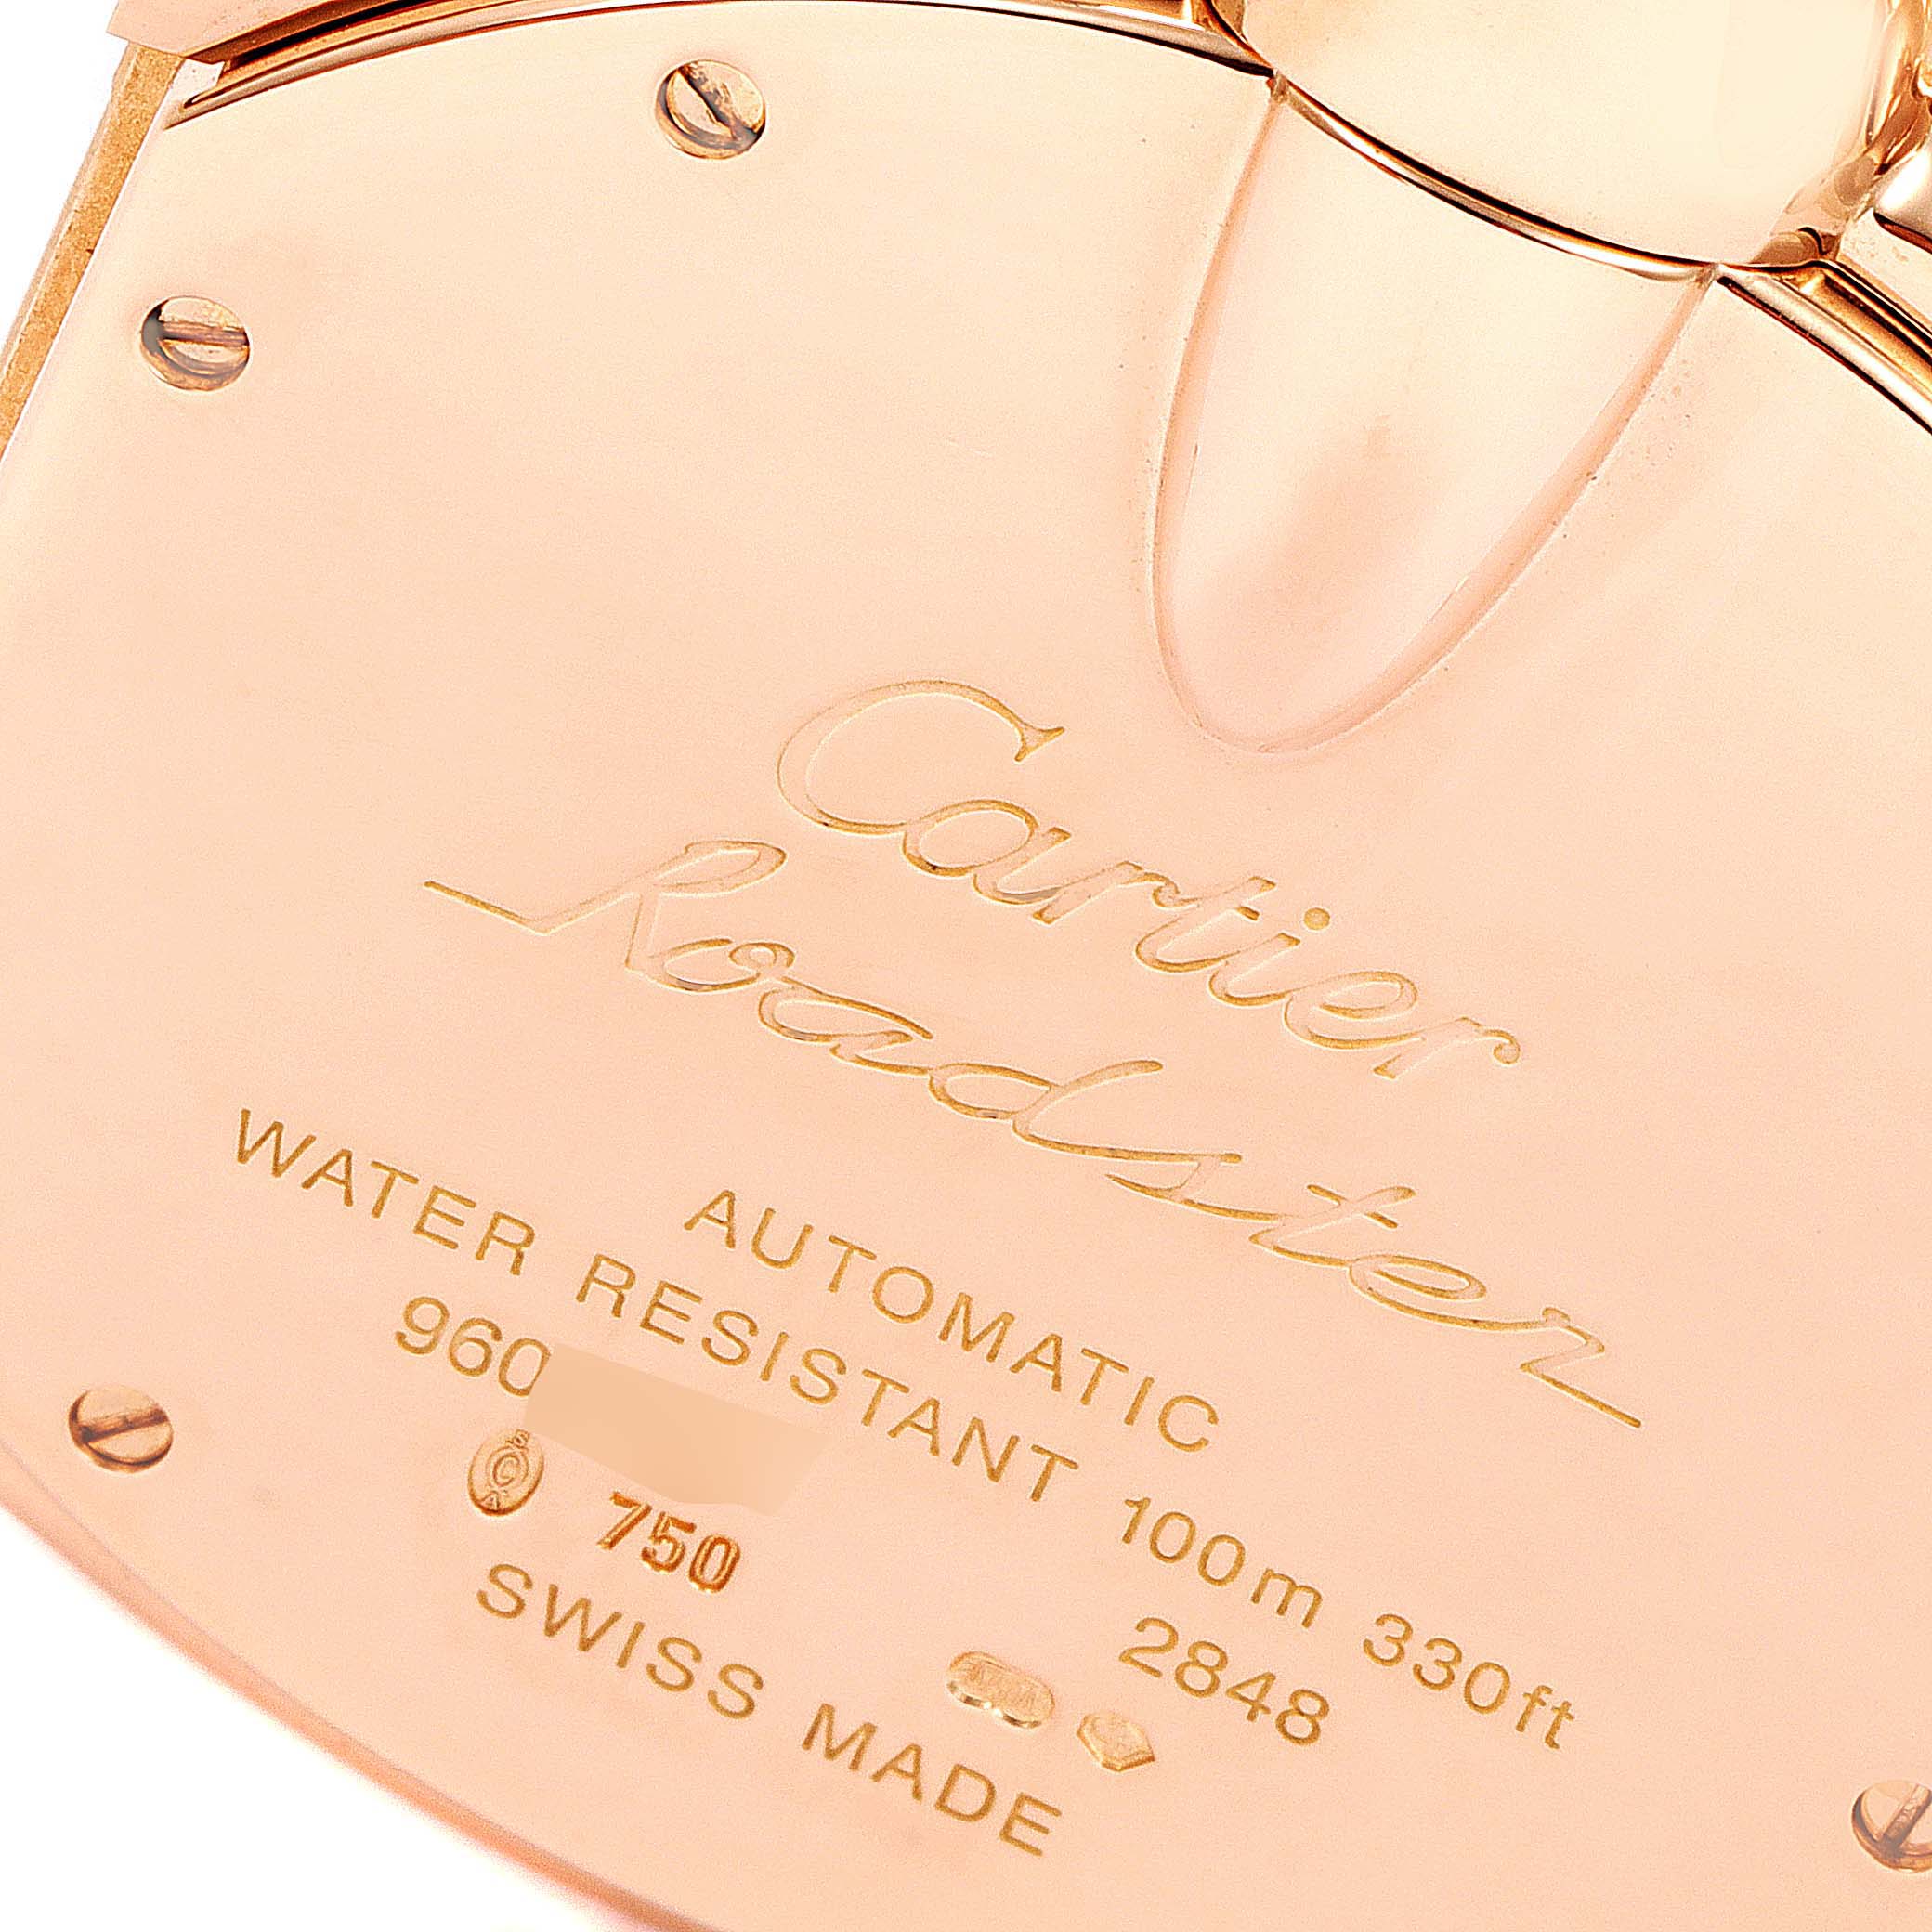 Cartier
Roadster
AUTOMATIC
WATER RESISTANT 100m 330ft
960 2848
750
SWISS MADE